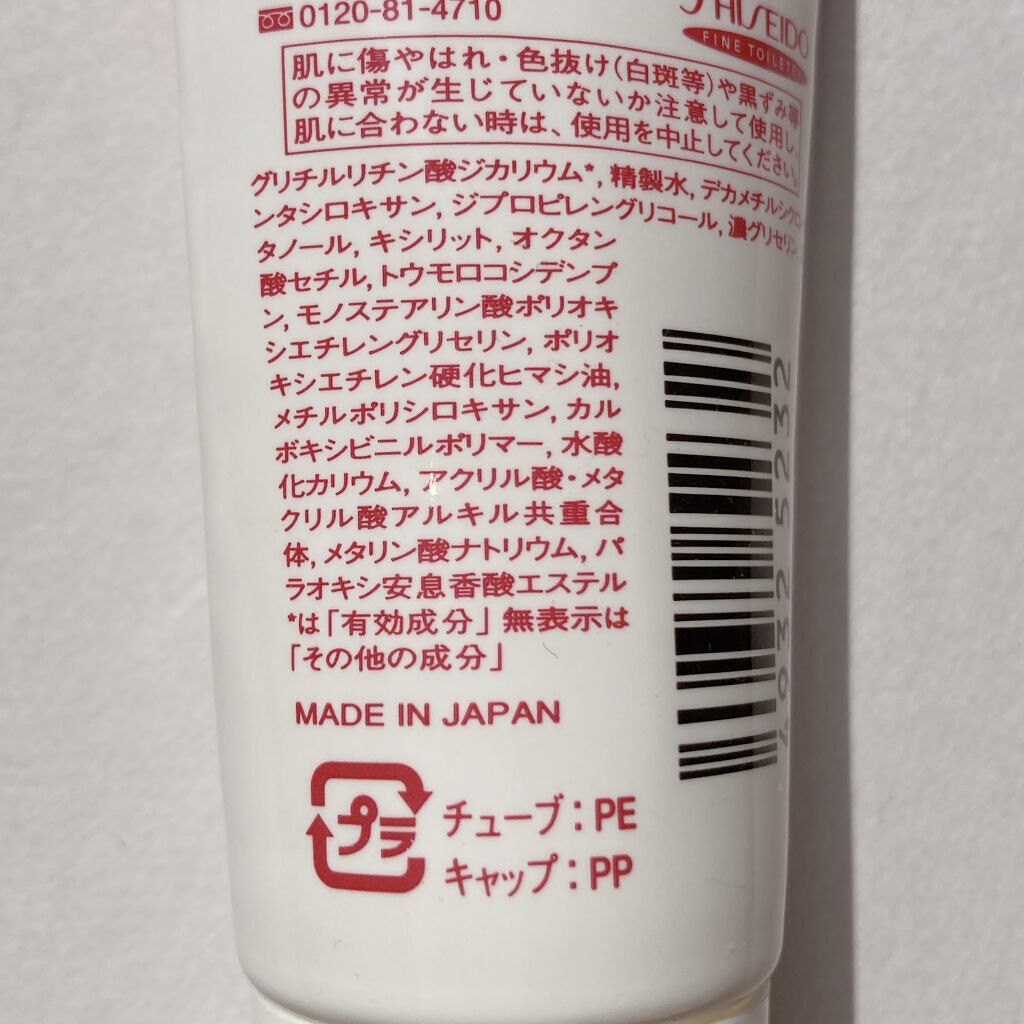 0120-81-4710
SHISEIDO
FINE
肌に傷やはれ・色抜け(白斑等)や黒ずみ等
の異常が生じていないか注意して使用し、
肌に合わない時は、使用を中止してください。
グリチルリチン酸ジカリウム*, 精製水, デカメチルシクロ
ンタシロキサン, ジプロピレングリコール, 濃グリセリン
タノール, キシリット, オクタン
酸セチル, トウモロコシデンプ
ン, モノステアリン酸ポリオキ
シエチレングリセリン, ポリオ
キシエチレン硬化ヒマシ油,
メチルポリシロキサン, カル
ボキシビニルポリマー, 水酸
化カリウム, アクリル酸・メタ
クリル酸アルキル共重合
体, メタリン酸ナトリウム, パ
ラオキシ安息香酸エステル
*は「有効成分」無表示は
「その他の成分」
MADE IN JAPAN
プラ
チューブ:PE
キャップ:PP